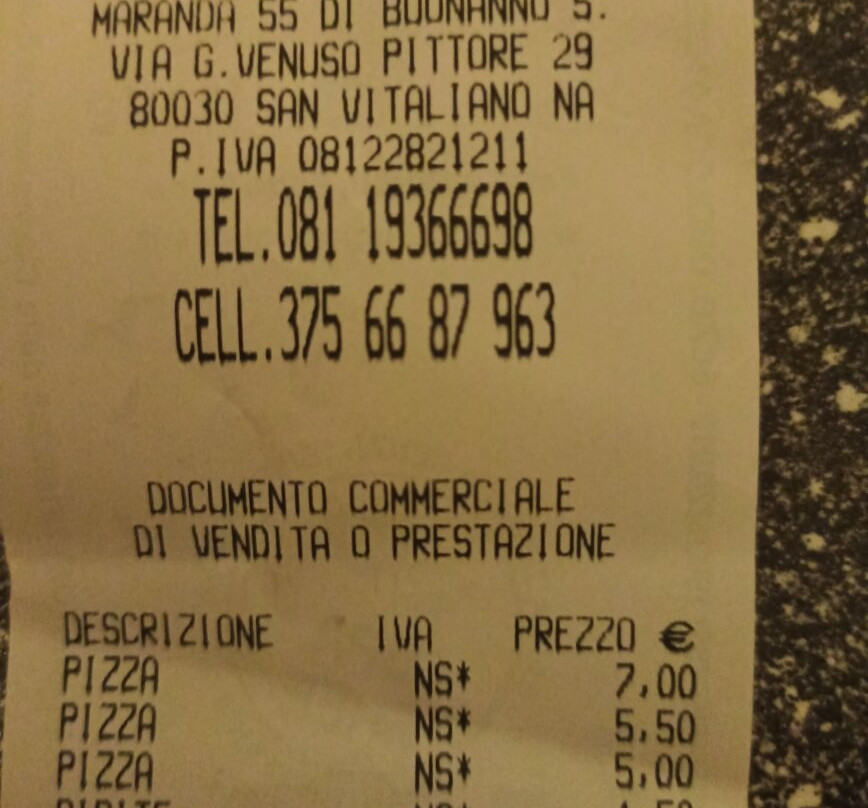 MARANDA 55 DI BUONANNO S.
VIA G.VENUSO PITTORE 29
80030 SAN VITALIANO NA
P.IVA 08122821211
TEL.081 19366698
CELL.375 66 87 963
DOCUMENTO COMMERCIALE
DI VENDITA O PRESTAZIONE
DESCRIZIONE IVA PREZZO €
PIZZA NS* 7,00
PIZZA NS* 5,50
PIZZA NS* 5,00